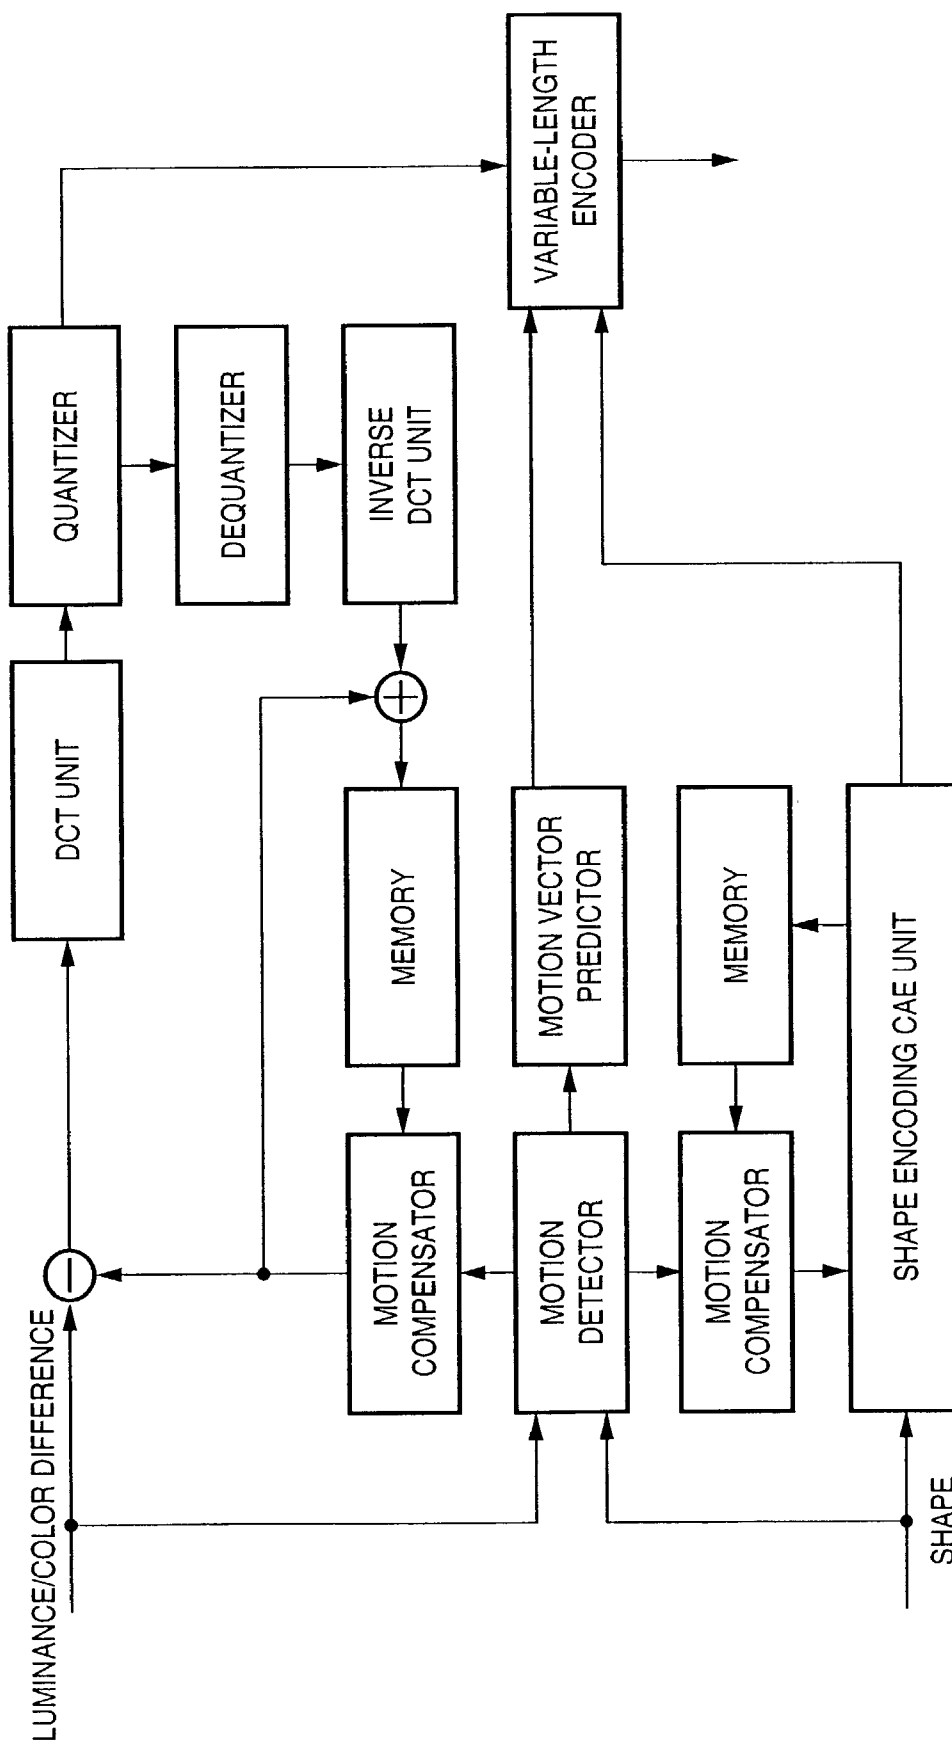 LUMINANCE/COLOR DIFFERENCE
DCT UNIT
QUANTIZER
DEQUANTIZER
INVERSE
DCT UNIT
MOTION
COMPENSATOR
MEMORY
MOTION
DETECTOR
MOTION VECTOR
PREDICTOR
VARIABLE-LENGTH
ENCODER
MOTION
COMPENSATOR
MEMORY
SHAPE ENCODING CAE UNIT
SHAPE